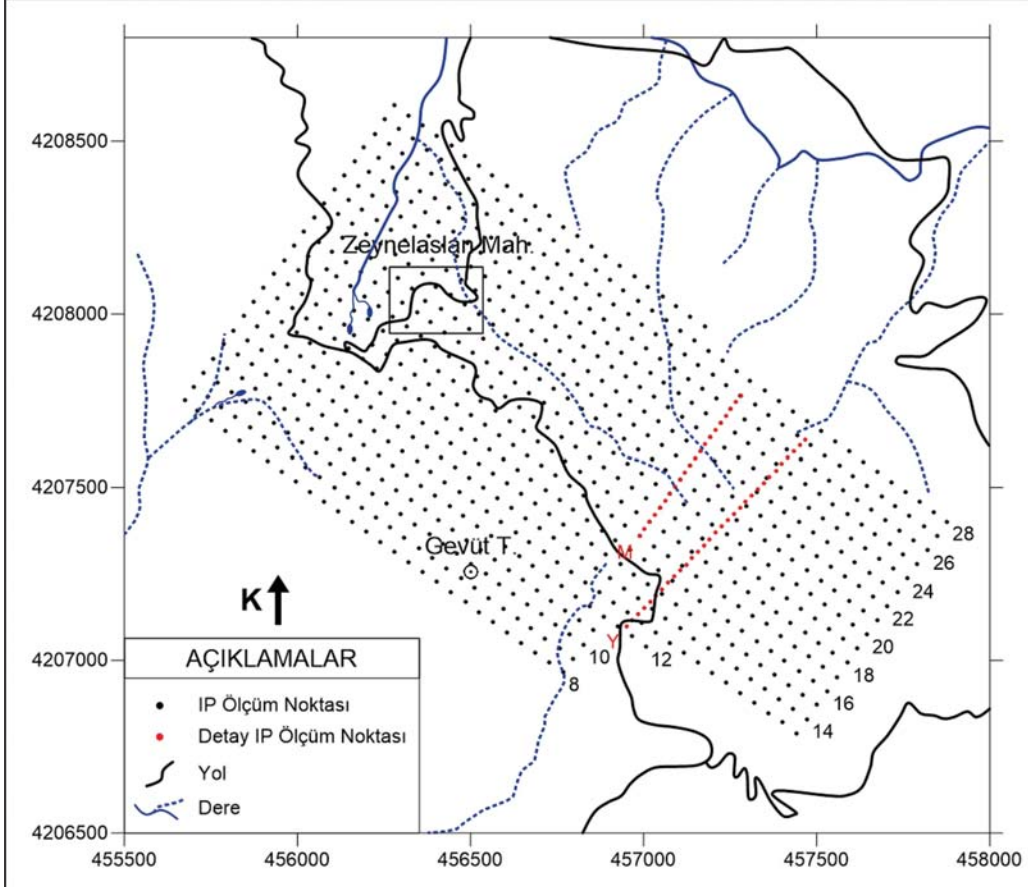 4208500
Zeynelaslan Mah.
4208000
4207500
28
M
Gevüt T.
26
24
K
22
Y
20
4207000
10
12
AÇIKLAMALAR
18
8
IP Ölçüm Noktası
16
Detay IP Ölçüm Noktası
14
Yol
Dere
4206500
455500 456000 456500 457000 457500 458000